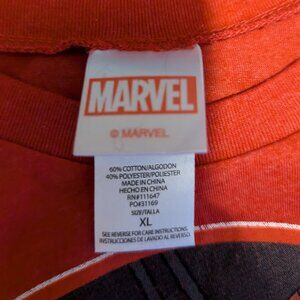 MARVEL
© MARVEL
60% COTTON/ALGODON
40% POLYESTER/POLIESTER
MADE IN CHINA
HECHO EN CHINA
RN#111647
PO#31169
SIZE/TALLA
XL
SEE REVERSE FOR CARE INSTRUCTIONS.
INSTRUCCIONES DE LAVADO AL REVERSO.